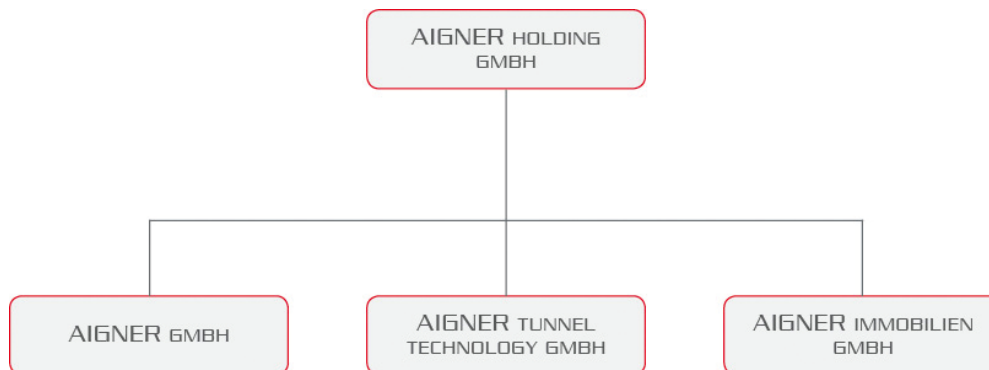 AIGNER HOLDING
GMBH
AIGNER GMBH
AIGNER TUNNEL
TECHNOLOGY GMBH
AIGNER IMMOBILIEN
GMBH